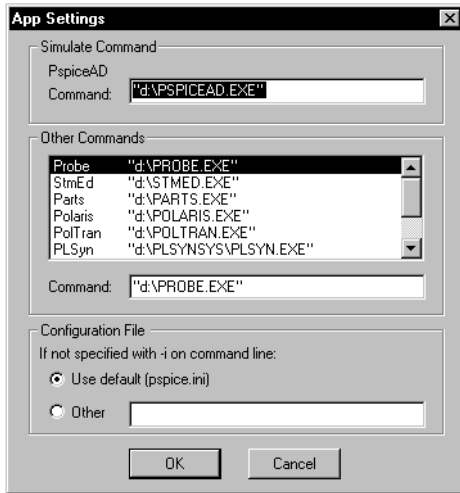 App Settings
Simulate Command
PspiceAD
Command: "d:\PSPICEAD.EXE"
Other Commands
Probe "d:\PROBE.EXE"
StmEd "d:\STMED.EXE"
Parts "d:\PARTS.EXE"
Polaris "d:\POLARIS.EXE"
PolTran "d:\POLTRAN.EXE"
PLSyn "d:\PLSYNSYS\PLSYN.EXE"
Command: "d:\PROBE.EXE"
Configuration File
If not specified with -i on command line:
Use default (pspice.ini)
Other
OK Cancel